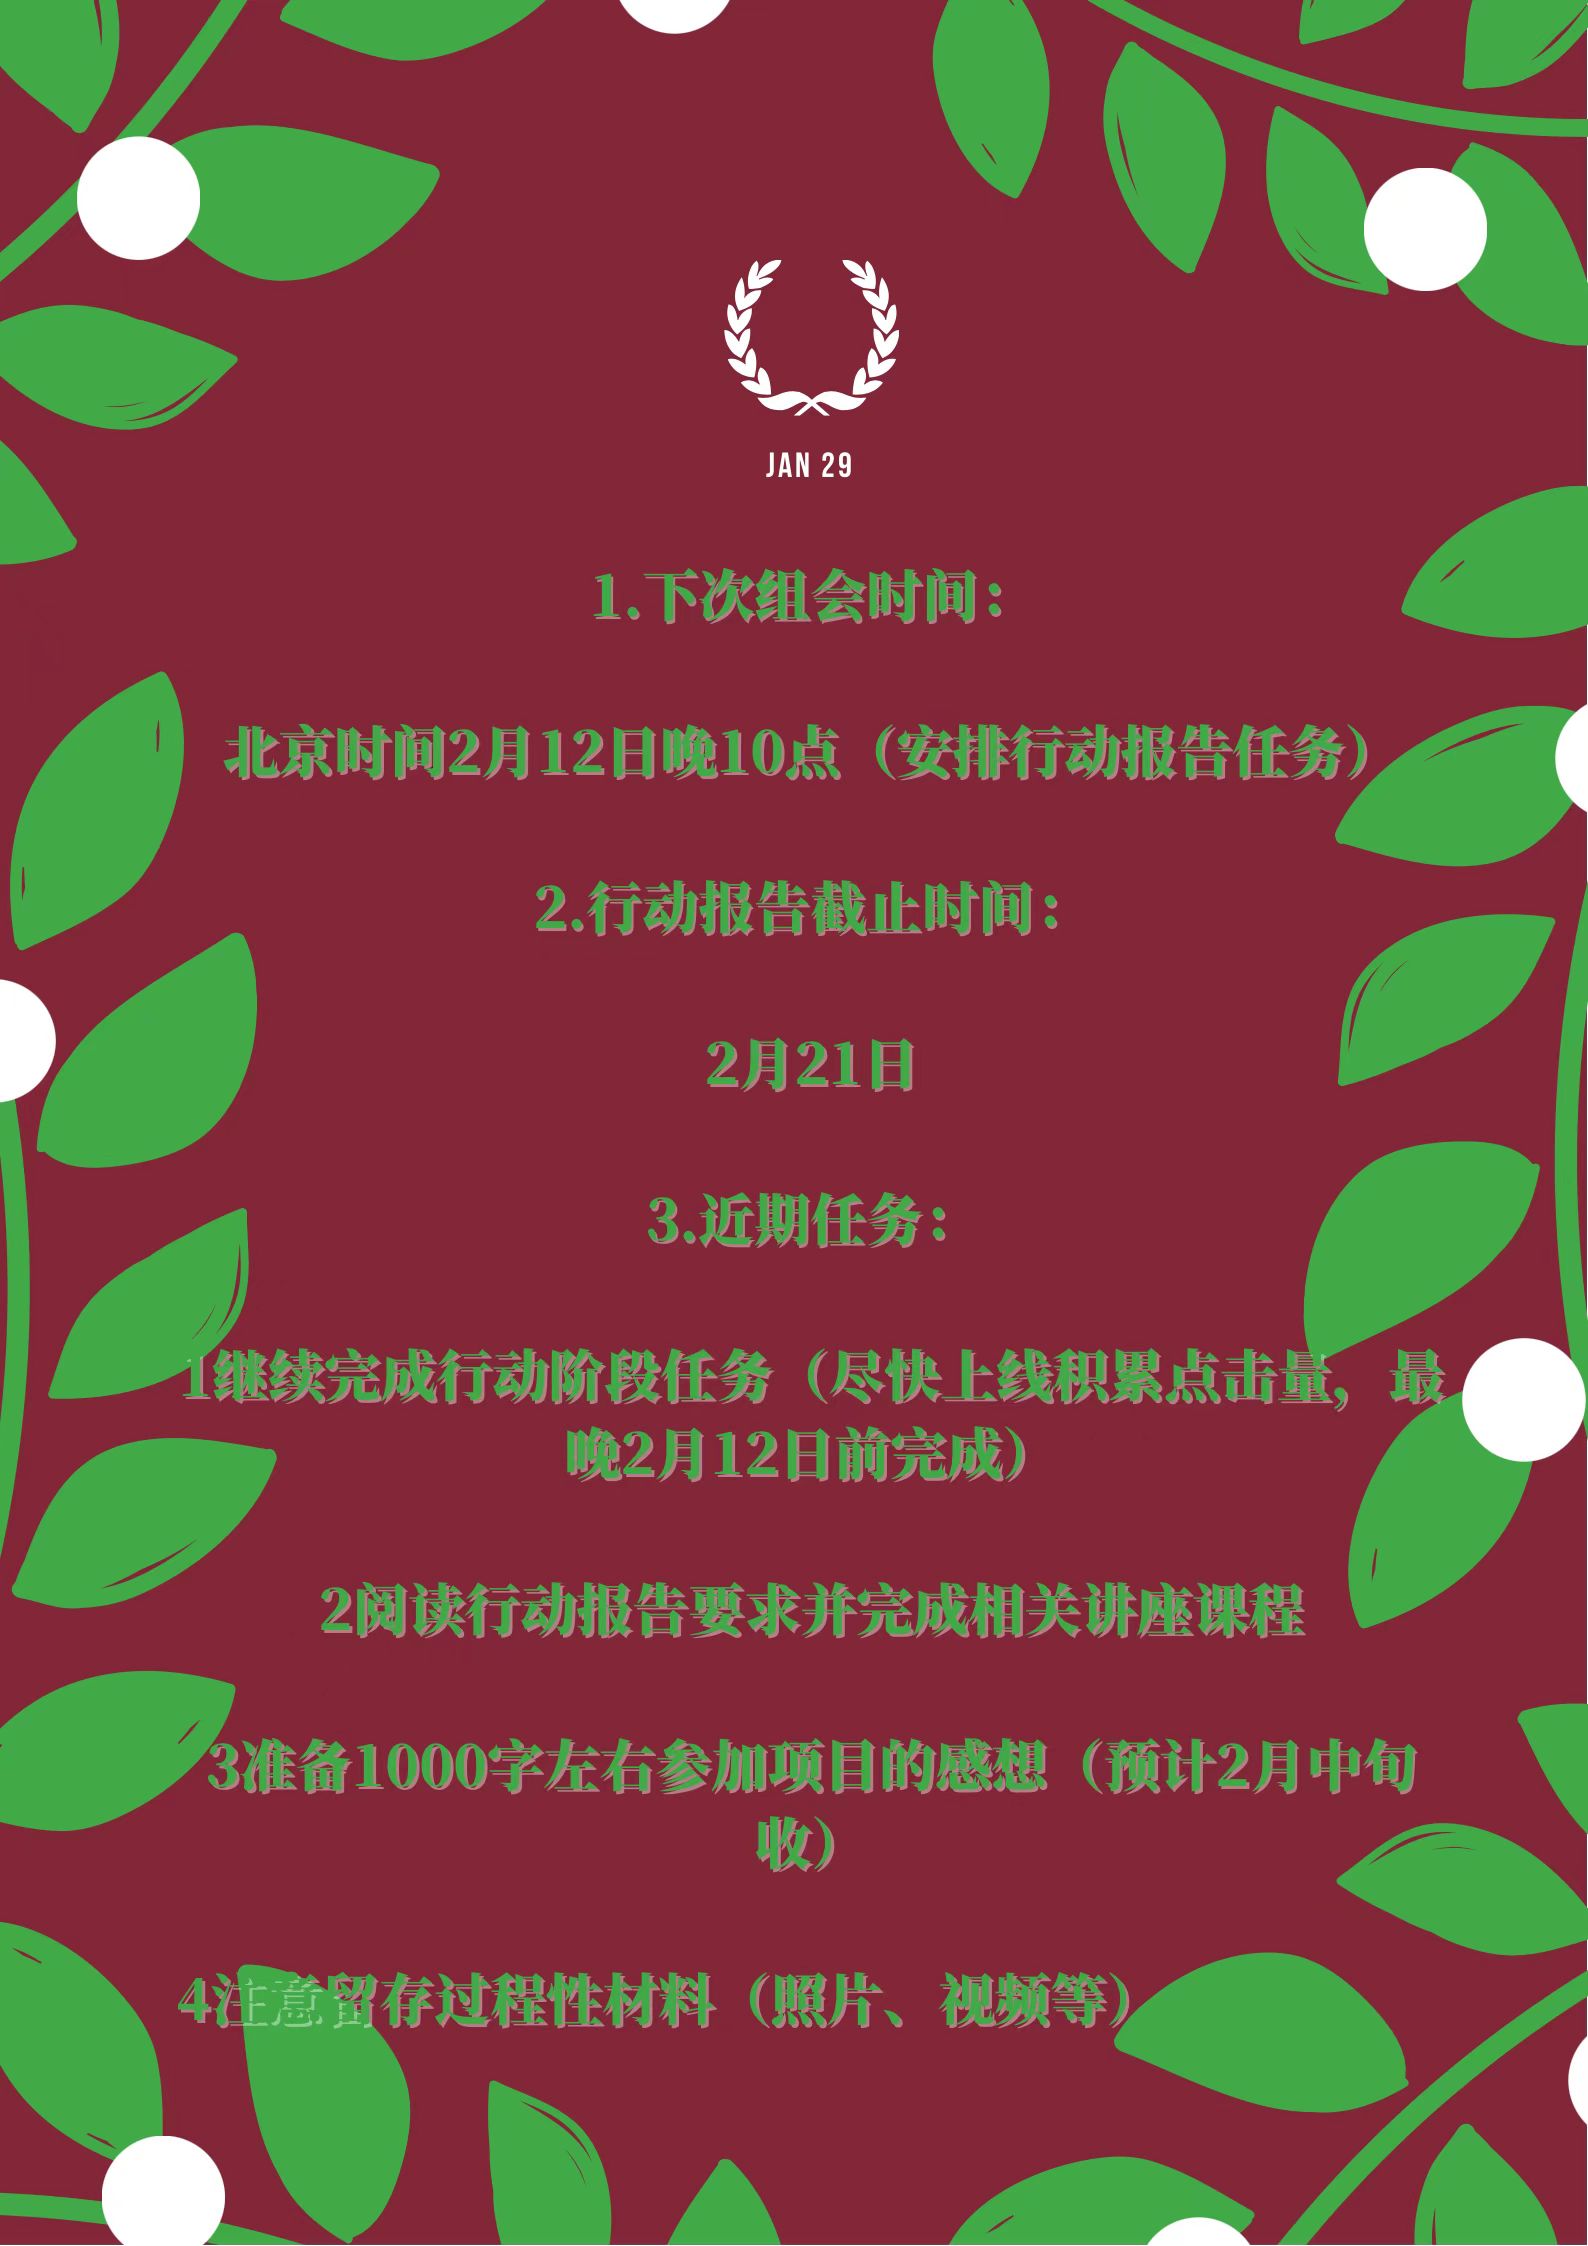 JAN 29
1.下次组会时间：
北京时间2月12日晚10点（安排行动报告任务）
2.行动报告截止时间：
2月21日
3.近期任务：
1继续完成行动阶段任务（尽快上线积累点击量，最
晚2月12日前完成）
2阅读行动报告要求并完成相关讲座课程
3准备1000字左右参加项目的感想（预计2月中旬
收）
4注意留存过程性材料（照片、视频等）